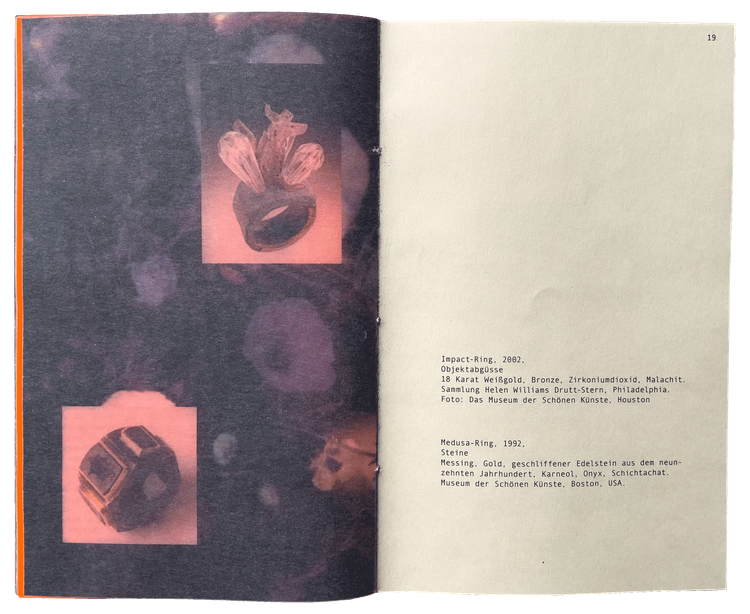 19
Impact-Ring, 2002,
Objektabgüsse
18 Karat Weißgold, Bronze, Zirkoniumdioxid, Malachit.
Sammlung Helen Williams Drutt-Stern, Philadelphia.
Foto: Das Museum der Schönen Künste, Houston
Medusa-Ring, 1992,
Steine
Messing, Gold, geschliffener Edelstein aus dem neun-
zehnten Jahrhundert, Karneol, Onyx, Schichtachat.
Museum der Schönen Künste, Boston, USA.